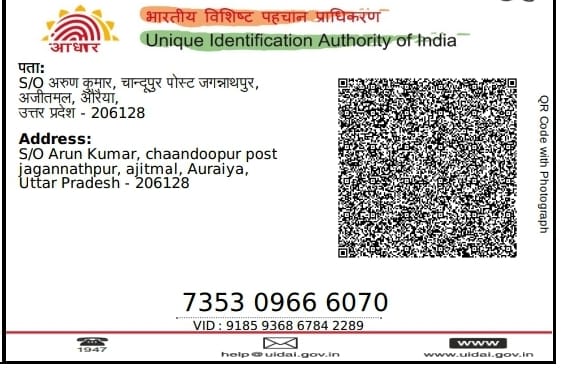 भारतीय विशिष्ट पहचान प्राधिकरण
Unique Identification Authority of India
आधार
पता:
S/O अरुण कुमार, चान्दूपुर पोस्ट जगन्नाथपुर,
अजीतमल, औरैया,
उत्तर प्रदेश - 206128
Address:
S/O Arun Kumar, chaandoopur post
jagannathpur, ajitmal, Auraiya,
Uttar Pradesh - 206128
QR Code with Photograph
7353 0966 6070
VID : 9185 9368 6784 2289
1947
help@uidai.gov.in
www
www.uidai.gov.in